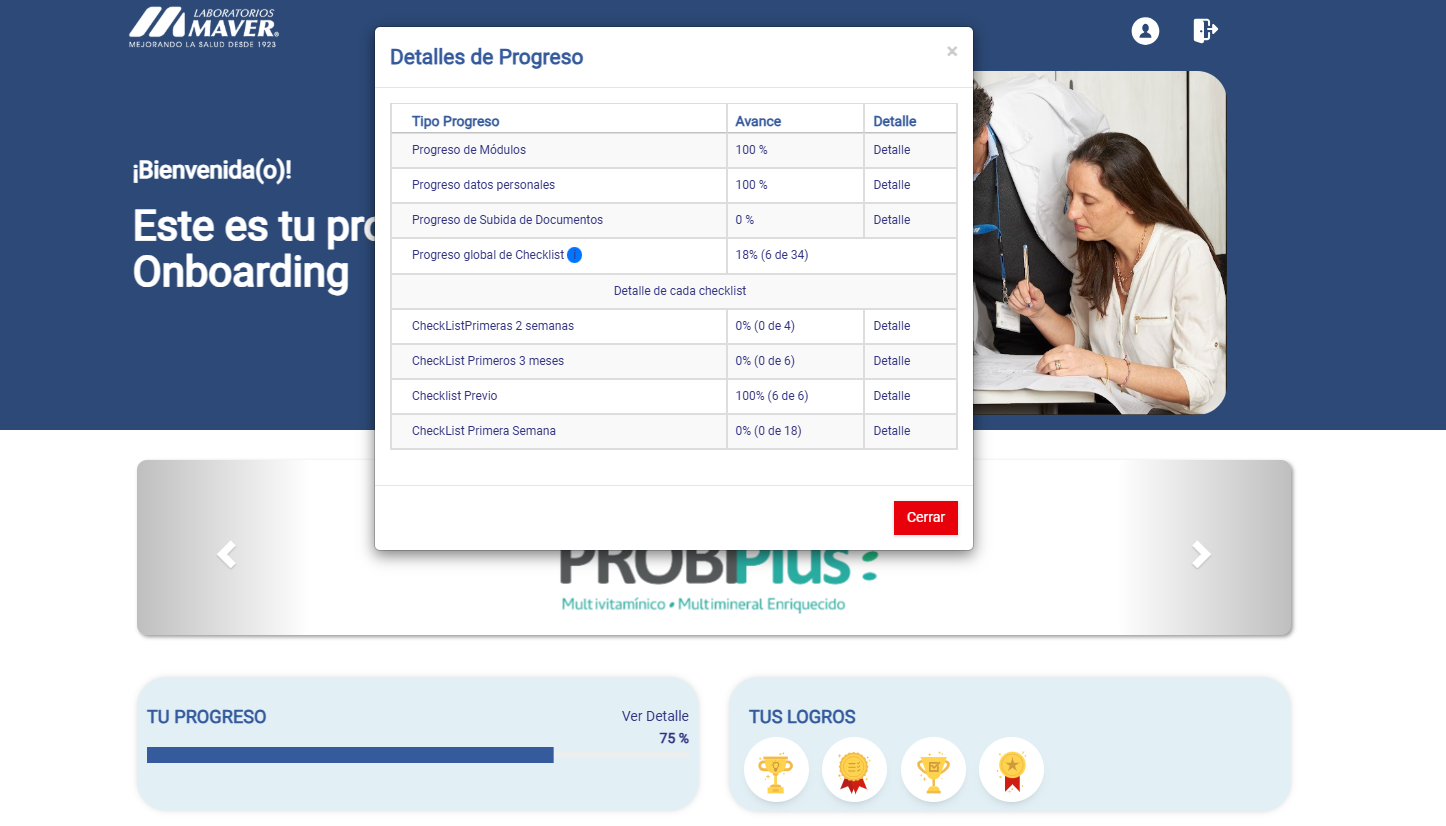 LABORATORIOS
MAVER®
MEJORANDO LA SALUD DESDE 1923
¡Bienvenida(o)!
Este es tu pro
Onboarding
Detalles de Progreso
×
Tipo Progreso Avance Detalle
Progreso de Módulos 100 % Detalle
Progreso datos personales 100 % Detalle
Progreso de Subida de Documentos 0 % Detalle
Progreso global de Checklist 18% (6 de 34)
Detalle de cada checklist
CheckListPrimeras 2 semanas 0% (0 de 4) Detalle
CheckList Primeros 3 meses 0% (0 de 6) Detalle
Checklist Previo 100% (6 de 6) Detalle
CheckList Primera Semana 0% (0 de 18) Detalle
Cerrar
PROBIPlus
Multivitamínico • Multimineral Enriquecido
TU PROGRESO
Ver Detalle
75 %
TUS LOGROS